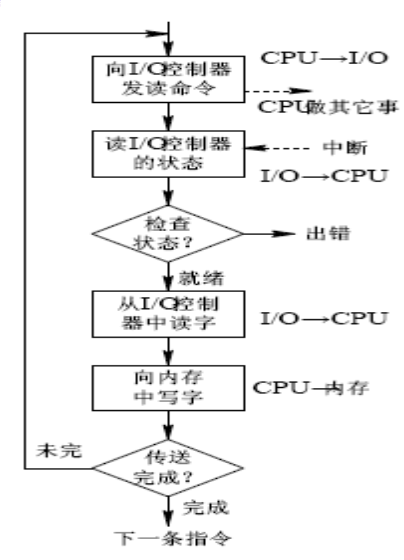 向I/O控制器
发读命令
CPU→I/O
CPU做其它事
读I/O控制器
的状态
中断
I/O→CPU
检查
状态?
出错
就绪
从I/O控制
器中读字
I/O→CPU
向内存
中写字
CPU→内存
未完
传送
完成?
完成
下一条指令